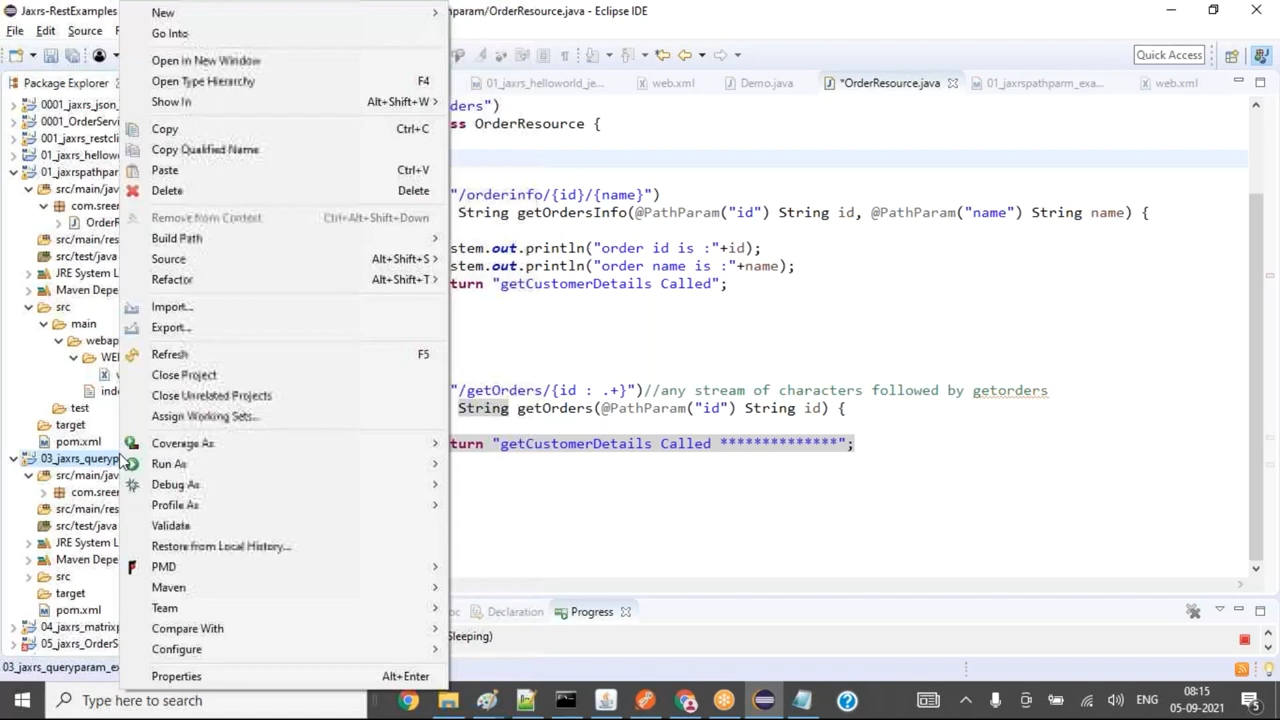 Jaxrs-RestExamples
param/OrderResource.java - Eclipse IDE
File Edit Source
Quick Access
Package Explorer
01_jaxrs_helloworld_je...
web.xml
Demo.java
*OrderResource.java
01_jaxrspathparm_exa...
web.xml
0001_jaxrs_json_
0001_OrderServi
001_jaxrs_restcli
01_jaxrs_hellow
01_jaxrspathpar
src/main/jav
com.sree
OrderR
src/main/res
src/test/java
JRE System L
Maven Depe
src
main
webap
WE
inde
test
target
pom.xml
03_jaxrs_queryp
src/main/jav
com.sree
src/main/res
src/test/java
JRE System L
Maven Depe
src
target
pom.xml
04_jaxrs_matrixp
05_jaxrs_OrderS
03_jaxrs_queryparam_ex
New
Go Into
Open in New Window
Open Type Hierarchy F4
Show In Alt+Shift+W
Copy Ctrl+C
Copy Qualified Name
Paste Ctrl+V
Delete Delete
Remove from Context Ctrl+Alt+Shift+Down
Build Path
Source Alt+Shift+S
Refactor Alt+Shift+T
Import...
Export...
Refresh F5
Close Project
Close Unrelated Projects
Assign Working Sets...
Coverage As
Run As
Debug As
Profile As
Validate
Restore from Local History...
PMD
Maven
Team
Compare With
Configure
Properties Alt+Enter
ders")
ss OrderResource {
"/orderinfo/{id}/{name}")
String getOrdersInfo(@PathParam("id") String id, @PathParam("name") String name) {
stem.out.println("order id is :"+id);
stem.out.println("order name is :"+name);
turn "getCustomerDetails Called";
"/getOrders/{id : .+}")//any stream of characters followed by getorders
String getOrders(@PathParam("id") String id) {
turn "getCustomerDetails Called **************";
oc Declaration Progress
leeping)
Type here to search
ENG
08:15
05-09-2021
5